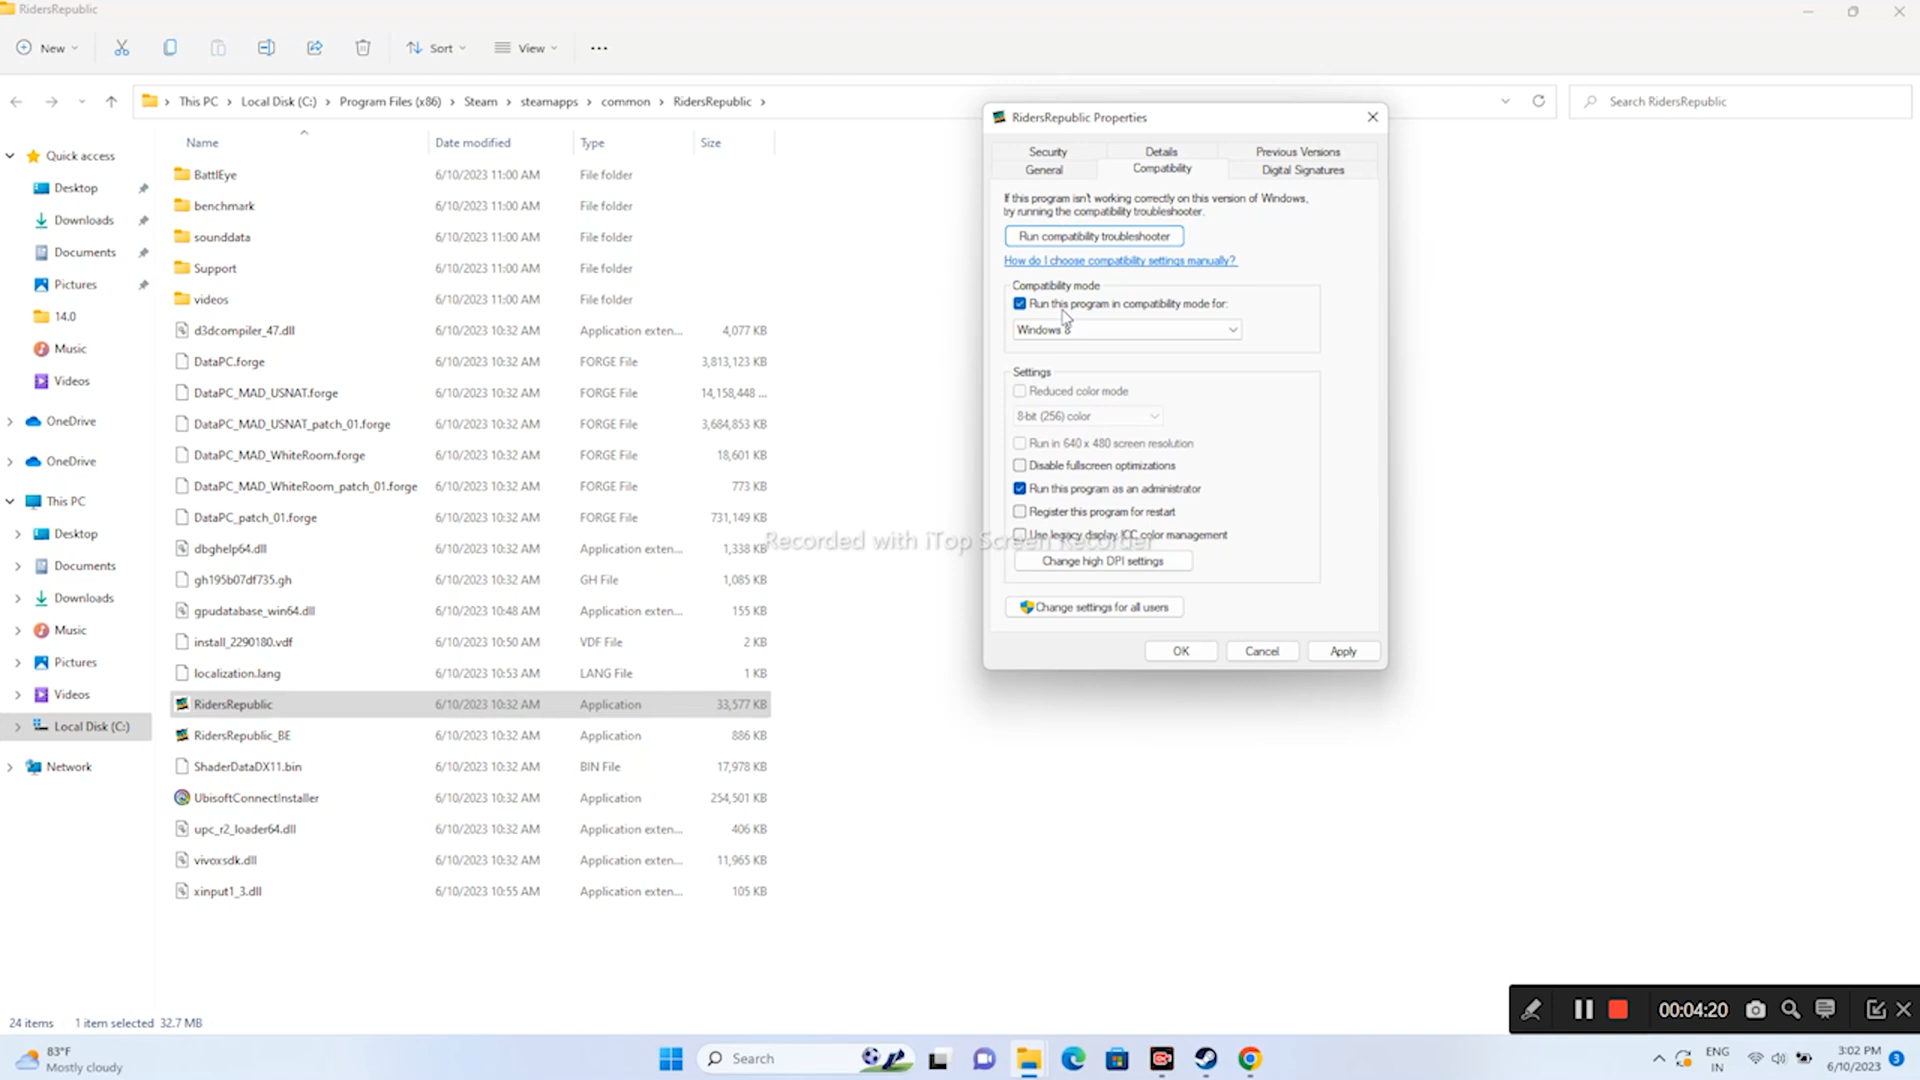 RidersRepublic
New
Sort
View
This PC > Local Disk (C:) > Program Files (x86) > Steam > steamapps > common > RidersRepublic >
Search RidersRepublic
Name Date modified Type Size
Quick access
Desktop
Downloads
Documents
Pictures
14.0
Music
Videos
OneDrive
OneDrive
This PC
Desktop
Documents
Downloads
Music
Pictures
Videos
Local Disk (C:)
Network
BattlEye 6/10/2023 11:00 AM File folder
benchmark 6/10/2023 11:00 AM File folder
sounddata 6/10/2023 11:00 AM File folder
Support 6/10/2023 11:00 AM File folder
videos 6/10/2023 11:00 AM File folder
d3dcompiler_47.dll 6/10/2023 10:32 AM Application exten... 4,077 KB
DataPC.forge 6/10/2023 10:32 AM FORGE File 3,813,123 KB
DataPC_MAD_USNAT.forge 6/10/2023 10:32 AM FORGE File 14,158,448 ...
DataPC_MAD_USNAT_patch_01.forge 6/10/2023 10:32 AM FORGE File 3,684,853 KB
DataPC_MAD_WhiteRoom.forge 6/10/2023 10:32 AM FORGE File 18,601 KB
DataPC_MAD_WhiteRoom_patch_01.forge 6/10/2023 10:32 AM FORGE File 773 KB
DataPC_patch_01.forge 6/10/2023 10:32 AM FORGE File 731,149 KB
dbghelp64.dll 6/10/2023 10:32 AM Application exten... 1,338 KB
gh195b07df735.gh 6/10/2023 10:32 AM GH File 1,085 KB
gpudatabase_win64.dll 6/10/2023 10:48 AM Application exten... 155 KB
install_2290180.vdf 6/10/2023 10:50 AM VDF File 2 KB
localization.lang 6/10/2023 10:53 AM LANG File 1 KB
RidersRepublic 6/10/2023 10:32 AM Application 33,577 KB
RidersRepublic_BE 6/10/2023 10:32 AM Application 886 KB
ShaderDataDX11.bin 6/10/2023 10:32 AM BIN File 17,978 KB
UbisoftConnectInstaller 6/10/2023 10:32 AM Application 254,501 KB
upc_r2_loader64.dll 6/10/2023 10:32 AM Application exten... 406 KB
vivoxsdk.dll 6/10/2023 10:32 AM Application exten... 11,965 KB
xinput1_3.dll 6/10/2023 10:55 AM Application exten... 105 KB
RidersRepublic Properties
Security Details Previous Versions
General Compatibility Digital Signatures
If this program isn't working correctly on this version of Windows,
try running the compatibility troubleshooter.
Run compatibility troubleshooter
How do I choose compatibility settings manually?
Compatibility mode
Run this program in compatibility mode for:
Windows 8
Settings
Reduced color mode
8-bit (256) color
Run in 640 x 480 screen resolution
Disable fullscreen optimizations
Run this program as an administrator
Register this program for restart
Use legacy display ICC color management
Change high DPI settings
Change settings for all users
OK Cancel Apply
Recorded with iTop Screen Recorder
00:04:20
24 items 1 item selected 32.7 MB
83°F
Mostly cloudy
Search
ENG
IN
3:02 PM
6/10/2023
3